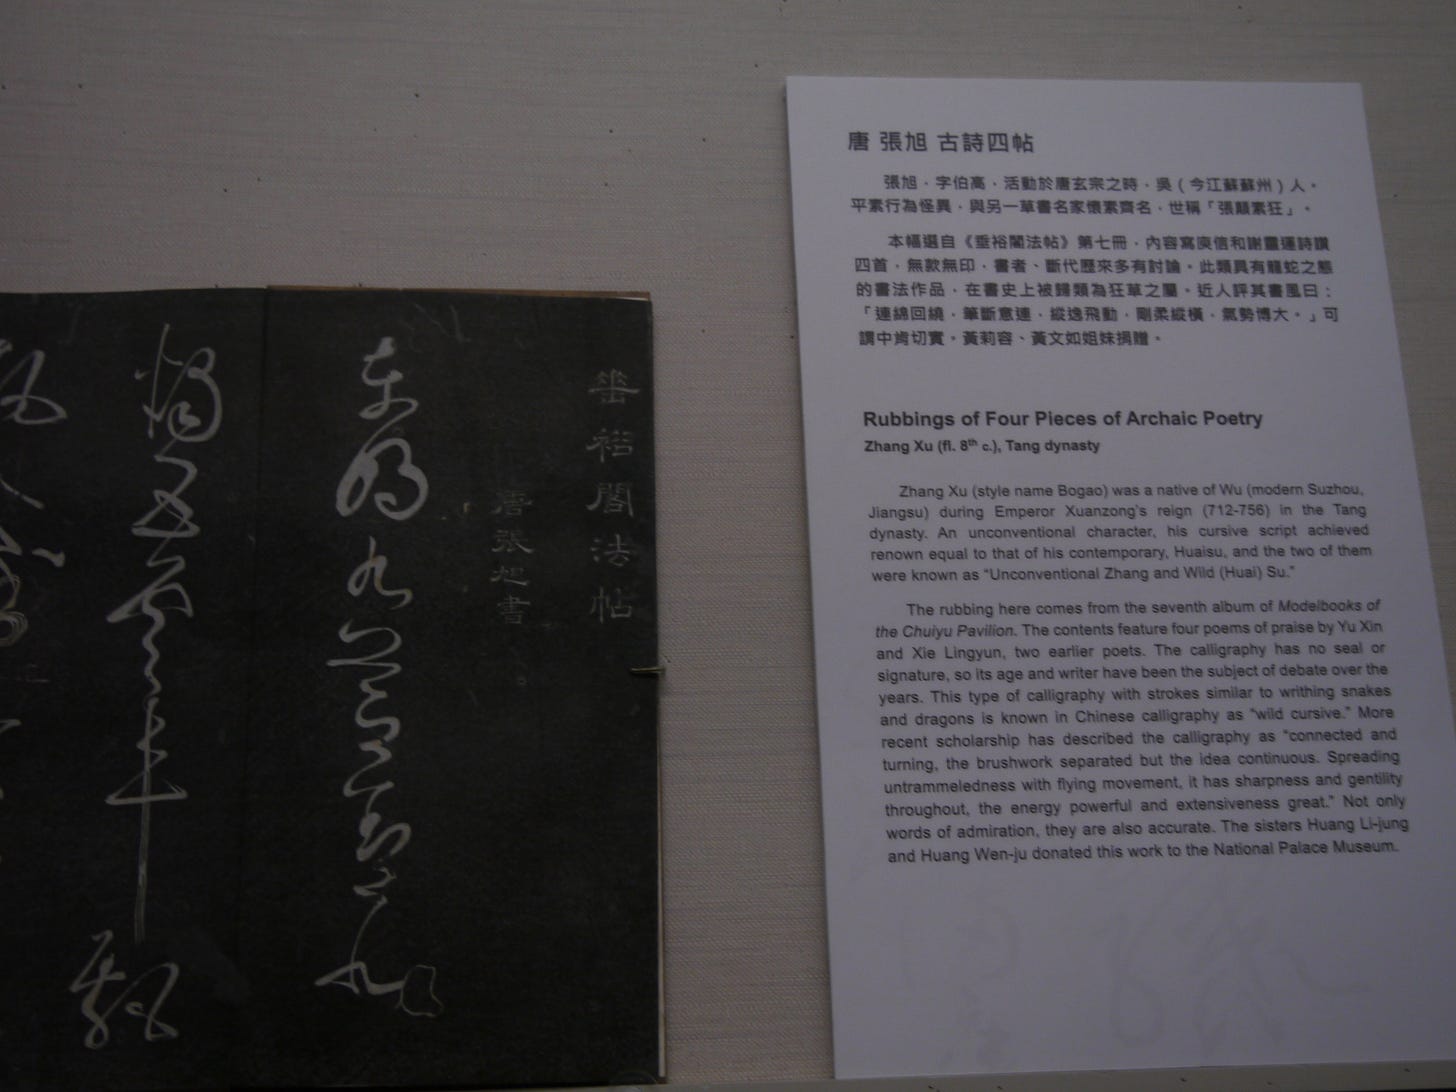 唐 張旭 古詩四帖
張旭，字伯高，活動於唐玄宗之時，吳（今江蘇蘇州）人。
平素行為怪異，與另一草書名家懷素齊名，世稱「張顛素狂」。
本幅選自《垂裕閣法帖》第七冊，內容寫庾信和謝靈運詩讚
四首，無款無印，書者、斷代歷來多有討論。此類具有龍蛇之態
的書法作品，在書史上被歸類為狂草之屬。近人評其書風曰：
「連綿回繞，筆斷意連，縱逸飛動，剛柔縱橫，氣勢博大。」可
謂中肯切實。黃莉容、黃文如姐妹捐贈。
Rubbings of Four Pieces of Archaic Poetry
Zhang Xu (fl. 8th c.), Tang dynasty
Zhang Xu (style name Bogao) was a native of Wu (modern Suzhou,
Jiangsu) during Emperor Xuanzong's reign (712-756) in the Tang
dynasty. An unconventional character, his cursive script achieved
renown equal to that of his contemporary, Huaisu, and the two of them
were known as "Unconventional Zhang and Wild (Huai) Su."
The rubbing here comes from the seventh album of Modelbooks of
the Chuiyu Pavilion. The contents feature four poems of praise by Yu Xin
and Xie Lingyun, two earlier poets. The calligraphy has no seal or
signature, so its age and writer have been the subject of debate over the
years. This type of calligraphy with strokes similar to writhing snakes
and dragons is known in Chinese calligraphy as "wild cursive." More
recent scholarship has described the calligraphy as "connected and
turning, the brushwork separated but the idea continuous. Spreading
untrammeledness with flying movement, it has sharpness and gentility
throughout, the energy powerful and extensiveness great." Not only
words of admiration, they are also accurate. The sisters Huang Li-jung
and Huang Wen-ju donated this work to the National Palace Museum.
垂裕閣法帖
唐張旭書
東明九芝蓋
北燭五雲車
飄